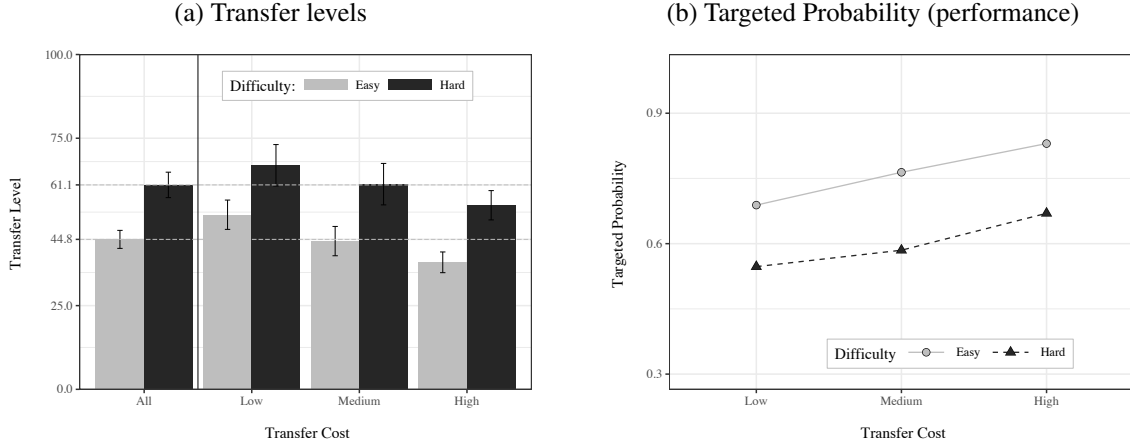 (a) Transfer levels
100.0
75.0
61.1
44.8
25.0
0.0
Transfer Level
Difficulty: Easy Hard
All Low Medium High
Transfer Cost
(b) Targeted Probability (performance)
0.9
0.6
0.3
Targeted Probability
Difficulty Easy Hard
Low Medium High
Transfer Cost